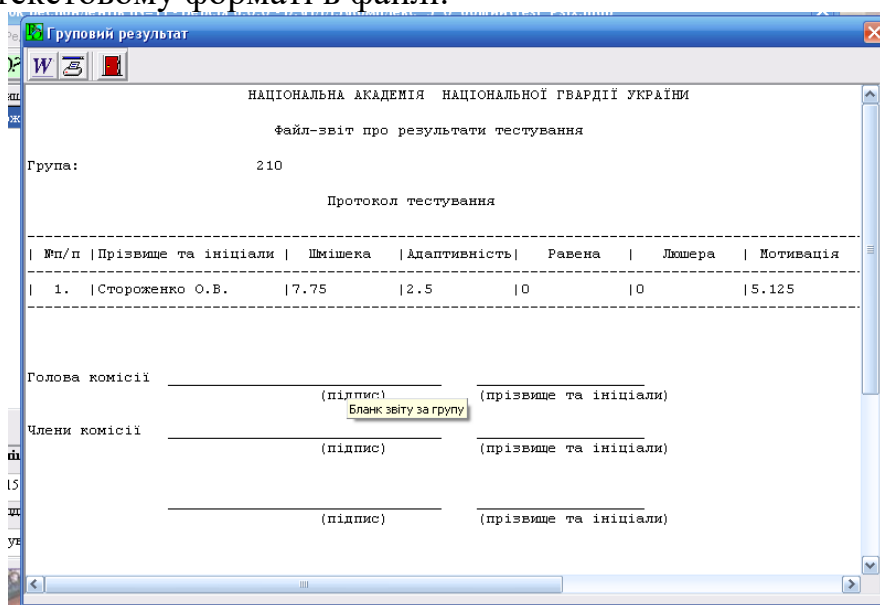 текстовому форматі в файлі.
Груповий результат
W
НАЦІОНАЛЬНА АКАДЕМІЯ НАЦІОНАЛЬНОЇ ГВАРДІЇ УКРАЇНИ
Файл-звіт про результати тестування
Група: 210
Протокол тестування
| №п/п |Прізвище та ініціали | Шмішека |Адаптивність| Равена | Люшера | Мотивація
| 1. |Стороженко О.В. |7.75 |2.5 |0 |0 |5.125
Голова комісії
(підпис) (прізвище та ініціали)
Бланк звіту за групу
Члени комісії
(підпис) (прізвище та ініціали)
(підпис) (прізвище та ініціали)